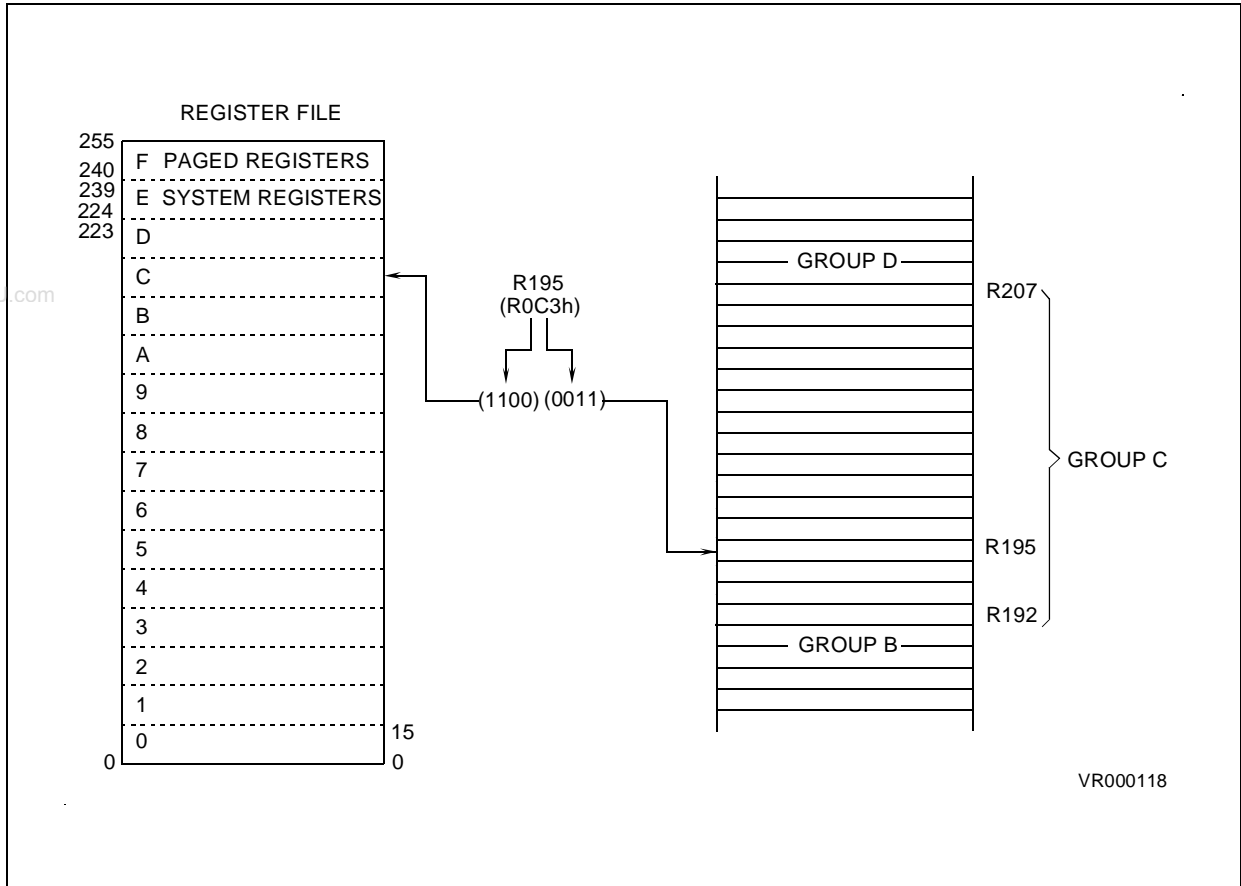 REGISTER FILE
255
240
239
224
223
F PAGED REGISTERS
E SYSTEM REGISTERS
D
C
B
A
9
8
7
6
5
4
3
2
1
0
15
0
0
R195
(R0C3h)
(1100) (0011)
GROUP D
R207
GROUP C
R195
R192
GROUP B
VR000118